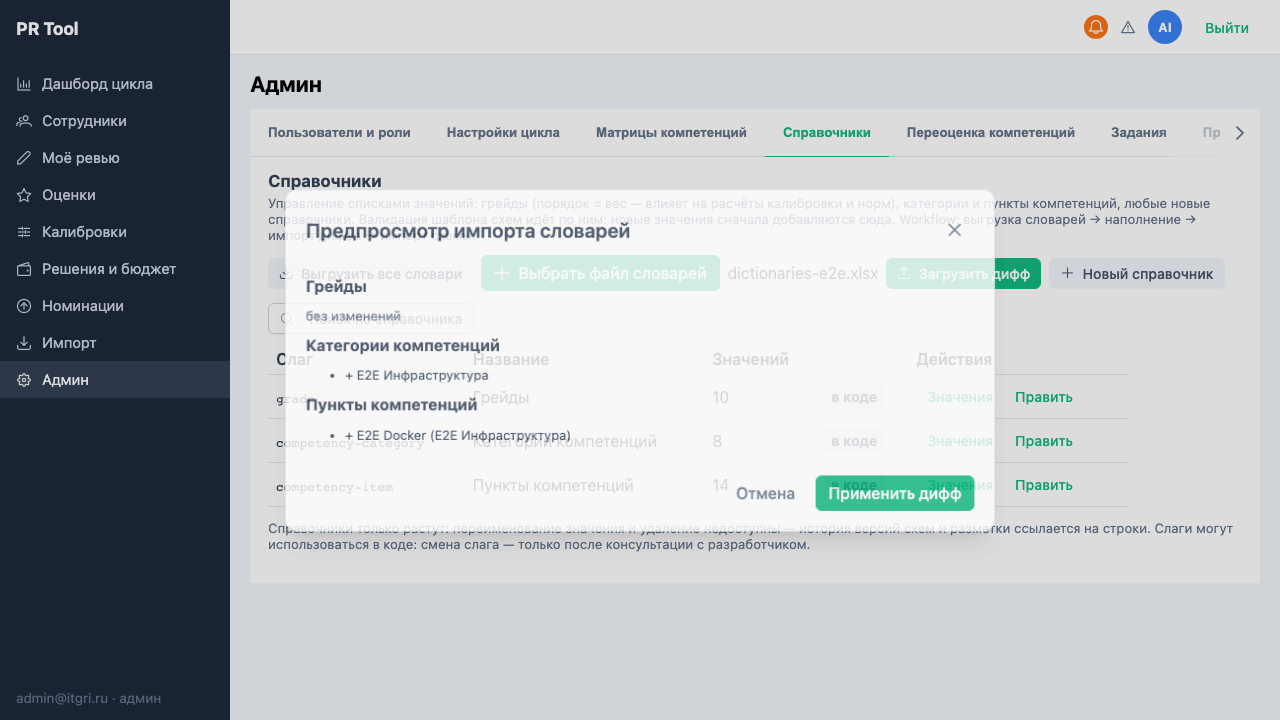 PR Tool
AI
Выйти
Дашборд цикла
Сотрудники
Моё ревью
Оценки
Калибровки
Решения и бюджет
Номинации
Импорт
Админ
admin@itgri.ru · админ
Админ
Пользователи и роли
Настройки цикла
Матрицы компетенций
Справочники
Переоценка компетенций
Задания
Пр
Справочники
Управление списками значений: грейды (порядок = вес — влияет на расчёты калибровки и норм), категории и пункты компетенций, любые новые
справочники. Валидация шаблона схем идёт по ним: новые значения сначала добавляются сюда. Workflow: выгрузка словарей → наполнение →
Выгрузить все словари
Выбрать файл словарей
dictionaries-e2e.xlsx
Загрузить дифф
Новый справочник
справочника
Слаг
Название
Значений
Действия
grade
Грейды
10
в коде
Значения
Править
competency-category
Категории компетенций
8
в коде
Значения
Править
competency-item
Пункты компетенций
14
в коде
Значения
Править
Справочники только растут: переименование значения и удаление недоступны — история версий схем и разметки ссылается на строки. Слаги могут
использоваться в коде: смена слага — только после консультации с разработчиком.
Предпросмотр импорта словарей
Грейды
без изменений
Категории компетенций
• + E2E Инфраструктура
Пункты компетенций
• + E2E Docker (E2E Инфраструктура)
Отмена
Применить дифф